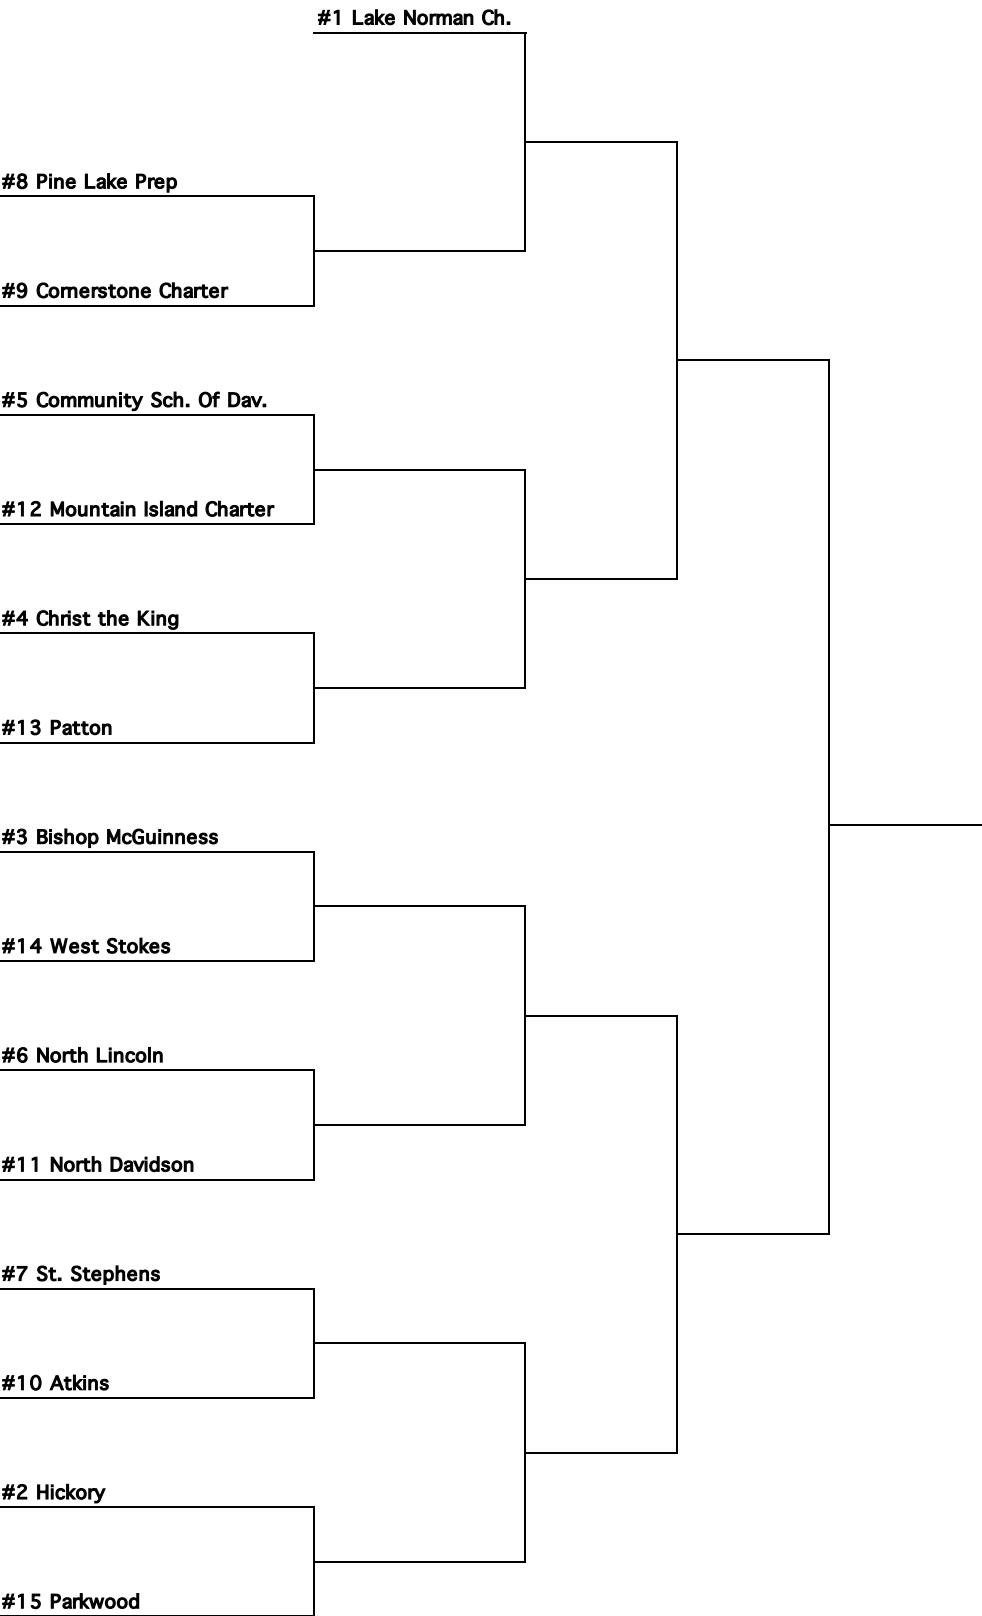 #1 Lake Norman Ch.
#8 Pine Lake Prep
#9 Cornerstone Charter
#5 Community Sch. Of Dav.
#12 Mountain Island Charter
#4 Christ the King
#13 Patton
#3 Bishop McGuinness
#14 West Stokes
#6 North Lincoln
#11 North Davidson
#7 St. Stephens
#10 Atkins
#2 Hickory
#15 Parkwood